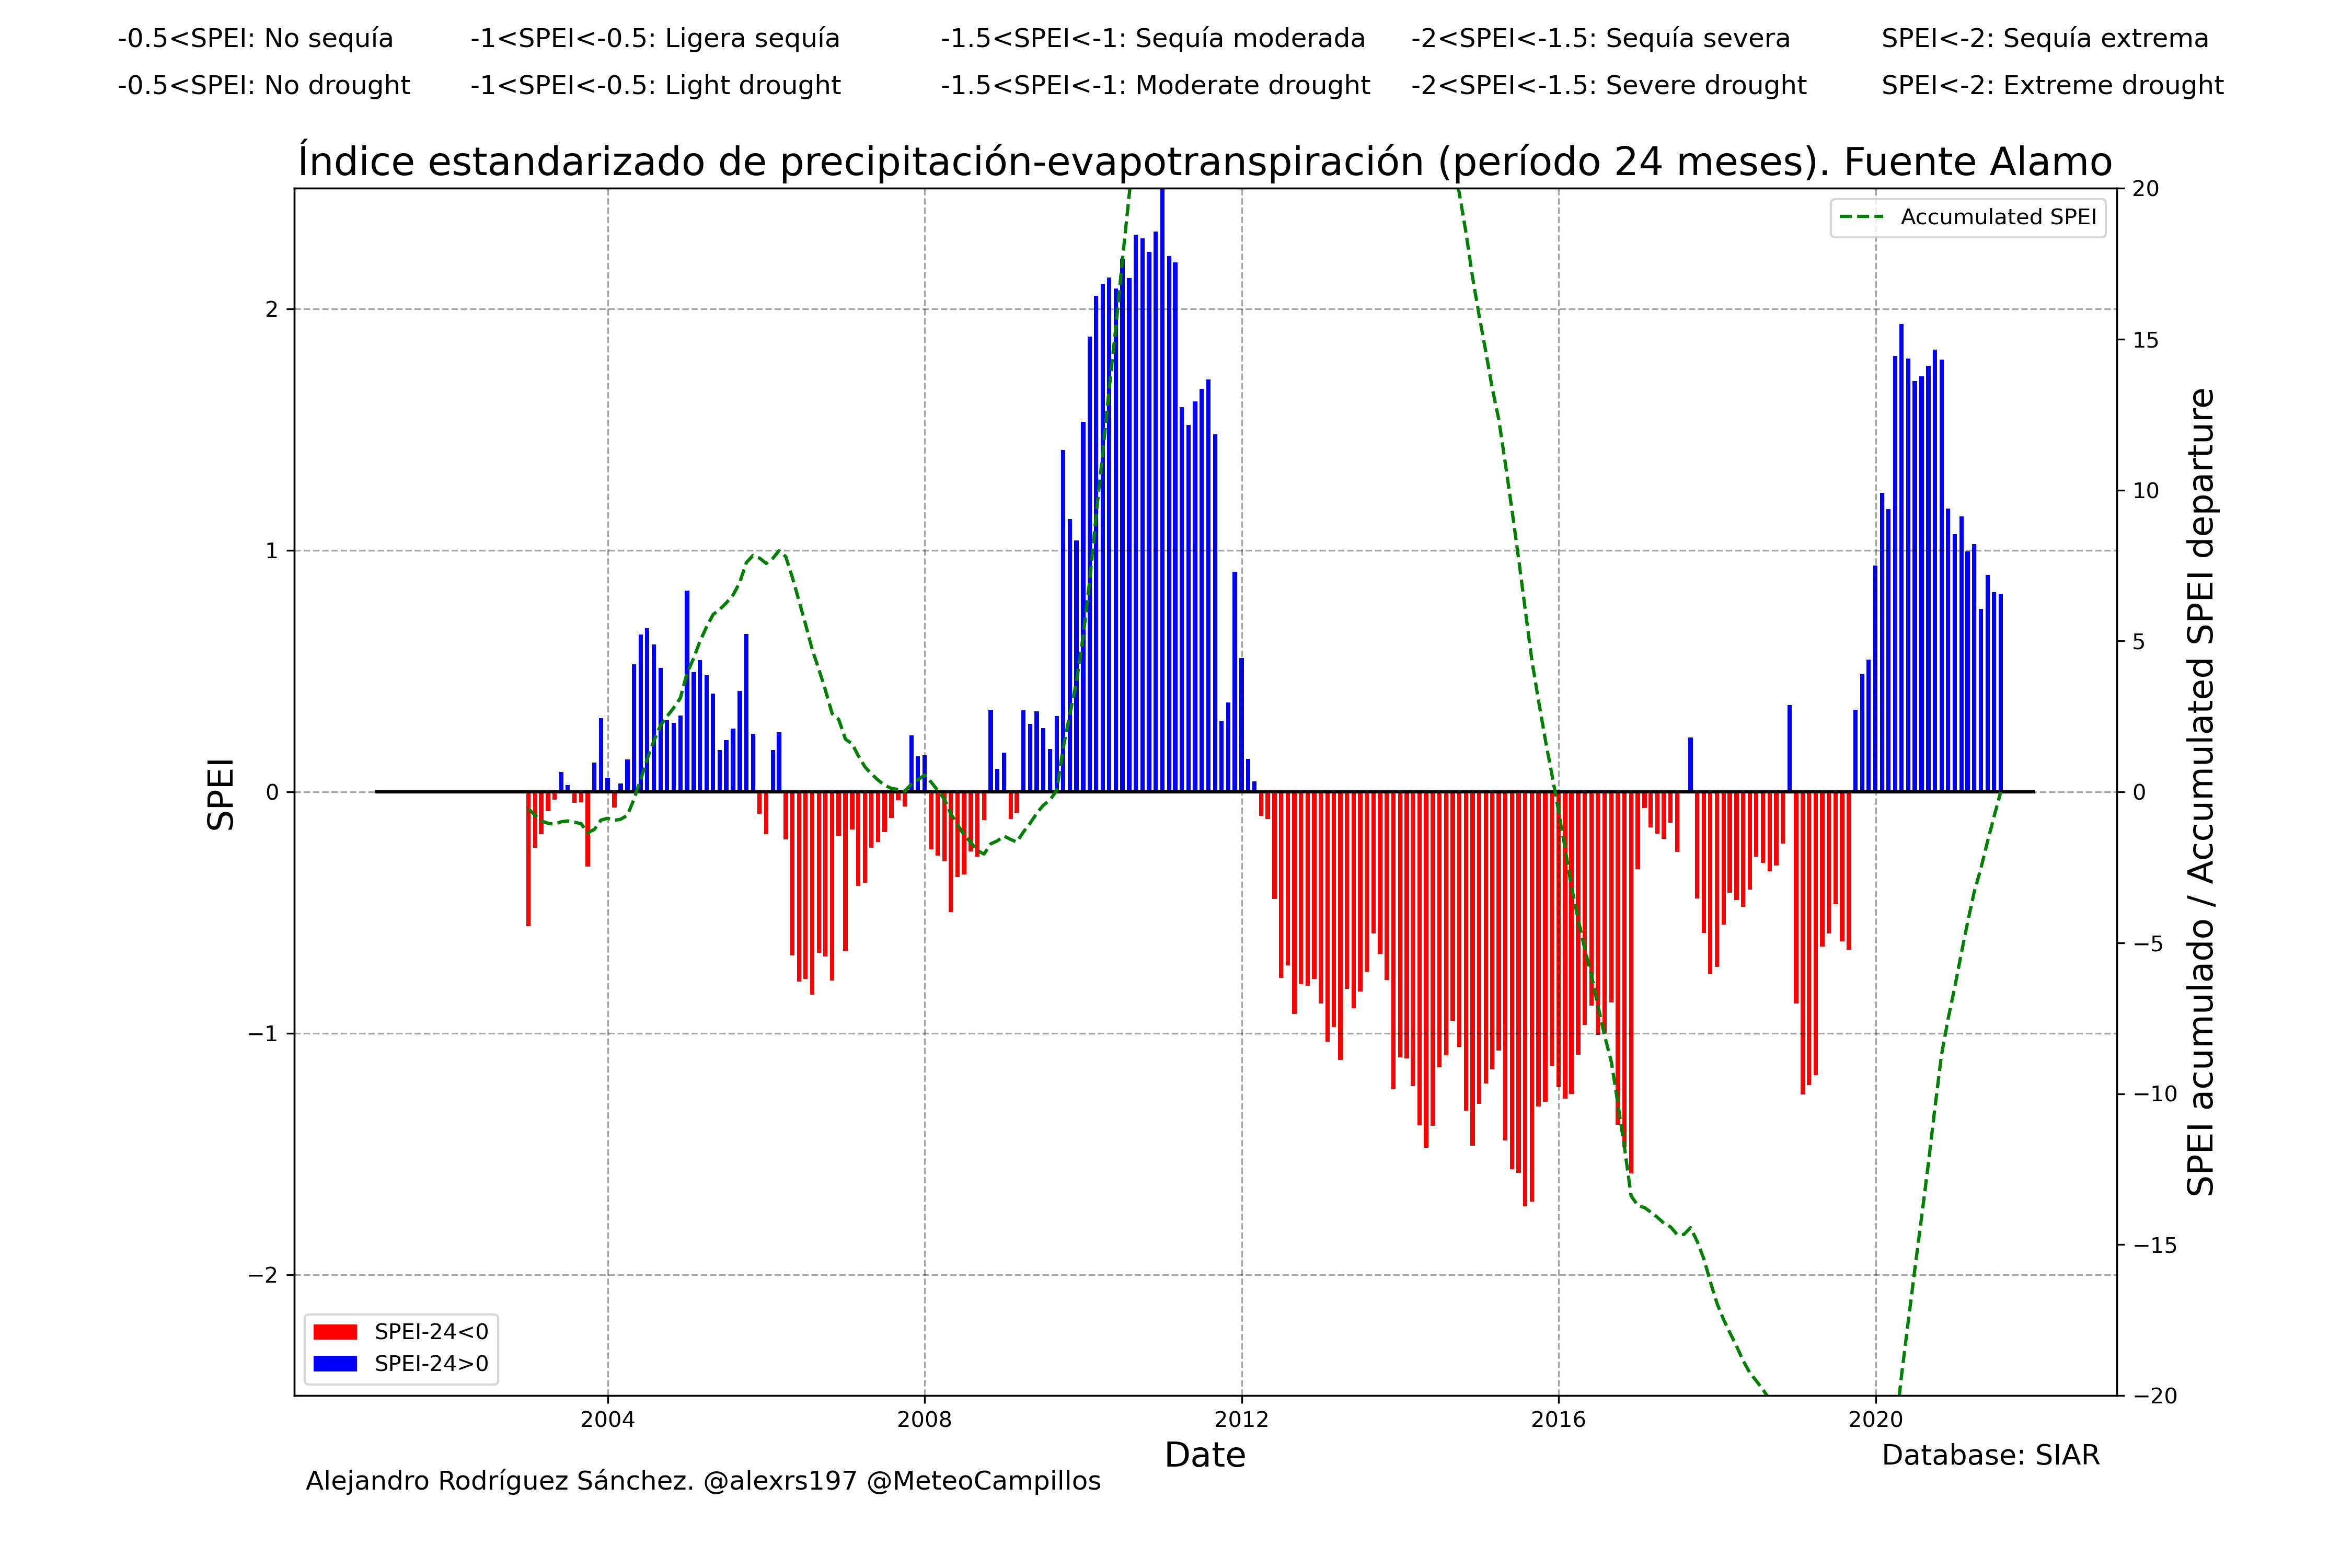 -0.5<SPEI: No sequía
-1<SPEI<-0.5: Ligera sequía
-1.5<SPEI<-1: Sequía moderada
-2<SPEI<-1.5: Sequía severa
SPEI<-2: Sequía extrema
-0.5<SPEI: No drought
-1<SPEI<-0.5: Light drought
-1.5<SPEI<-1: Moderate drought
-2<SPEI<-1.5: Severe drought
SPEI<-2: Extreme drought
Índice estandarizado de precipitación-evapotranspiración (período 24 meses). Fuente Alamo
Accumulated SPEI
SPEI
2
1
0
−1
−2
20
15
10
5
0
−5
−10
−15
−20
SPEI acumulado / Accumulated SPEI departure
SPEI-24<0
SPEI-24>0
2004
2008
2012
2016
2020
Date
Database: SIAR
Alejandro Rodríguez Sánchez. @alexrs197 @MeteoCampillos